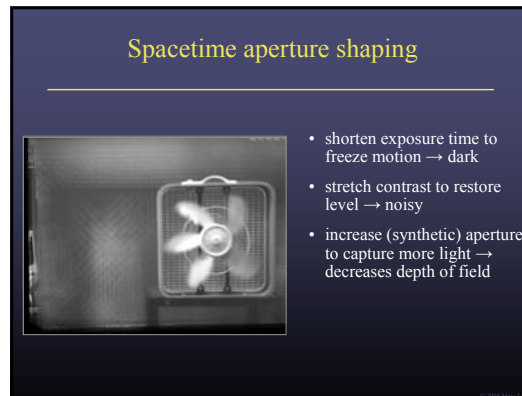 Spacetime aperture shaping
• shorten exposure time to
freeze motion → dark
• stretch contrast to restore
level → noisy
• increase (synthetic) aperture
to capture more light →
decreases depth of field